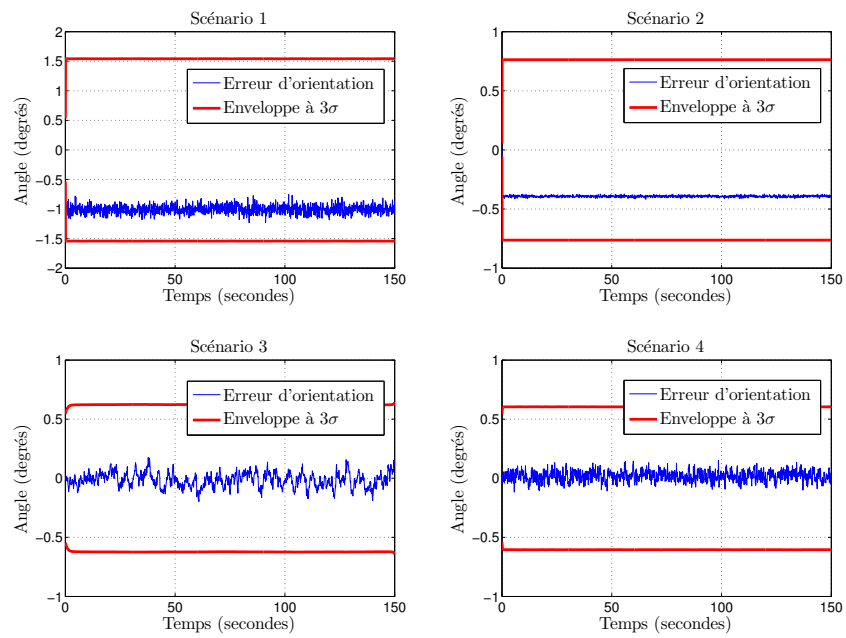 Scénario 1
2
1.5
1
0.5
0
−0.5
−1
−1.5
−2
0
50
100
150
Angle (degrés)
Temps (secondes)
Erreur d'orientation
Enveloppe à 3σ
Scénario 2
1
0.5
0
−0.5
−1
0
50
100
150
Angle (degrés)
Temps (secondes)
Erreur d'orientation
Enveloppe à 3σ
Scénario 3
1
0.5
0
−0.5
−1
0
50
100
150
Angle (degrés)
Temps (secondes)
Erreur d'orientation
Enveloppe à 3σ
Scénario 4
1
0.5
0
−0.5
−1
0
50
100
150
Angle (degrés)
Temps (secondes)
Erreur d'orientation
Enveloppe à 3σ